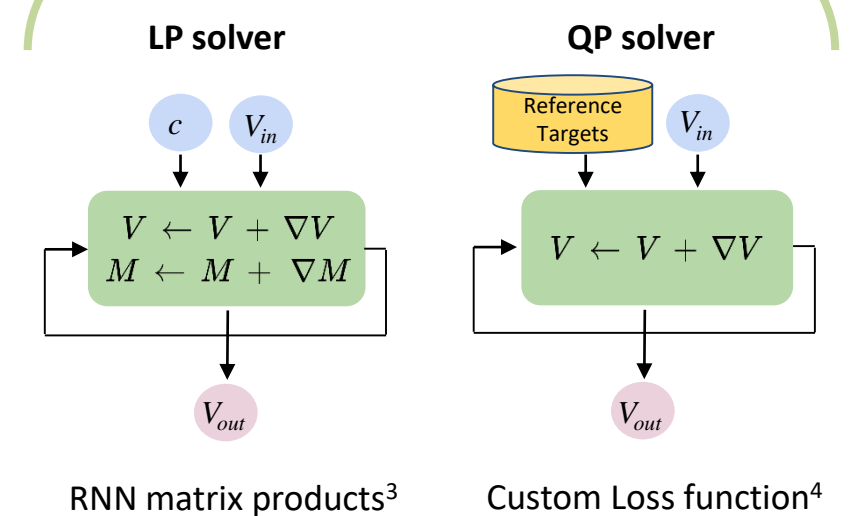 LP solver
c
V_in
V ← V + ∇V
M ← M + ∇M
V_out
RNN matrix products³
QP solver
Reference
Targets
V_in
V ← V + ∇V
V_out
Custom Loss function⁴